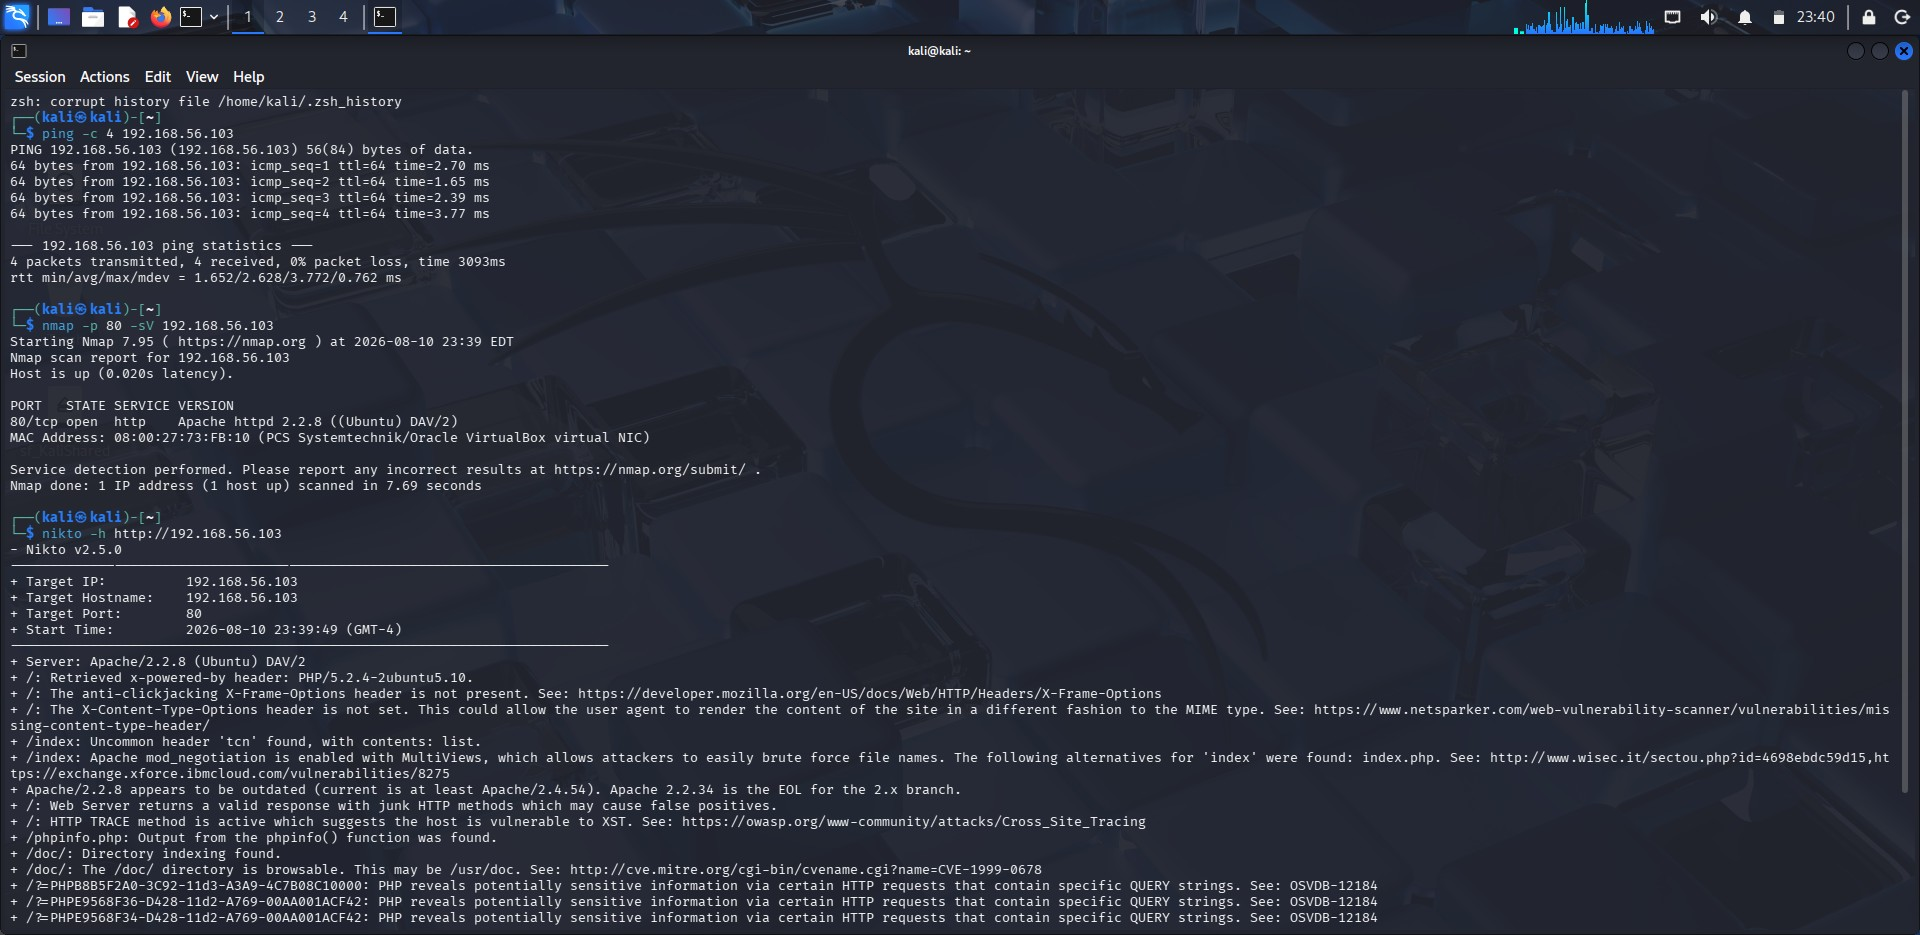 1 2 3 4
23:40
kali@kali: ~
Session Actions Edit View Help
zsh: corrupt history file /home/kali/.zsh_history
┌──(kali㉿kali)-[~]
└─$ ping -c 4 192.168.56.103
PING 192.168.56.103 (192.168.56.103) 56(84) bytes of data.
64 bytes from 192.168.56.103: icmp_seq=1 ttl=64 time=2.70 ms
64 bytes from 192.168.56.103: icmp_seq=2 ttl=64 time=1.65 ms
64 bytes from 192.168.56.103: icmp_seq=3 ttl=64 time=2.39 ms
64 bytes from 192.168.56.103: icmp_seq=4 ttl=64 time=3.77 ms
--- 192.168.56.103 ping statistics ---
4 packets transmitted, 4 received, 0% packet loss, time 3093ms
rtt min/avg/max/mdev = 1.652/2.628/3.772/0.762 ms
┌──(kali㉿kali)-[~]
└─$ nmap -p 80 -sV 192.168.56.103
Starting Nmap 7.95 ( https://nmap.org ) at 2026-08-10 23:39 EDT
Nmap scan report for 192.168.56.103
Host is up (0.020s latency).
PORT   STATE SERVICE VERSION
80/tcp open  http    Apache httpd 2.2.8 ((Ubuntu) DAV/2)
MAC Address: 08:00:27:73:FB:10 (PCS Systemtechnik/Oracle VirtualBox virtual NIC)
Service detection performed. Please report any incorrect results at https://nmap.org/submit/ .
Nmap done: 1 IP address (1 host up) scanned in 7.69 seconds
┌──(kali㉿kali)-[~]
└─$ nikto -h http://192.168.56.103
- Nikto v2.5.0
+ Target IP:          192.168.56.103
+ Target Hostname:    192.168.56.103
+ Target Port:        80
+ Start Time:         2026-08-10 23:39:49 (GMT-4)
+ Server: Apache/2.2.8 (Ubuntu) DAV/2
+ /: Retrieved x-powered-by header: PHP/5.2.4-2ubuntu5.10.
+ /: The anti-clickjacking X-Frame-Options header is not present. See: https://developer.mozilla.org/en-US/docs/Web/HTTP/Headers/X-Frame-Options
+ /: The X-Content-Type-Options header is not set. This could allow the user agent to render the content of the site in a different fashion to the MIME type. See: https://www.netsparker.com/web-vulnerability-scanner/vulnerabilities/mis
sing-content-type-header/
+ /index: Uncommon header 'tcn' found, with contents: list.
+ /index: Apache mod_negotiation is enabled with MultiViews, which allows attackers to easily brute force file names. The following alternatives for 'index' were found: index.php. See: http://www.wisec.it/sectou.php?id=4698ebdc59d15,ht
tps://exchange.xforce.ibmcloud.com/vulnerabilities/8275
+ Apache/2.2.8 appears to be outdated (current is at least Apache/2.4.54). Apache 2.2.34 is the EOL for the 2.x branch.
+ /: Web Server returns a valid response with junk HTTP methods which may cause false positives.
+ /: HTTP TRACE method is active which suggests the host is vulnerable to XST. See: https://owasp.org/www-community/attacks/Cross_Site_Tracing
+ /phpinfo.php: Output from the phpinfo() function was found.
+ /doc/: Directory indexing found.
+ /doc/: The /doc/ directory is browsable. This may be /usr/doc. See: http://cve.mitre.org/cgi-bin/cvename.cgi?name=CVE-1999-0678
+ /?=PHPB8B5F2A0-3C92-11d3-A3A9-4C7B08C10000: PHP reveals potentially sensitive information via certain HTTP requests that contain specific QUERY strings. See: OSVDB-12184
+ /?=PHPE9568F36-D428-11d2-A769-00AA001ACF42: PHP reveals potentially sensitive information via certain HTTP requests that contain specific QUERY strings. See: OSVDB-12184
+ /?=PHPE9568F34-D428-11d2-A769-00AA001ACF42: PHP reveals potentially sensitive information via certain HTTP requests that contain specific QUERY strings. See: OSVDB-12184